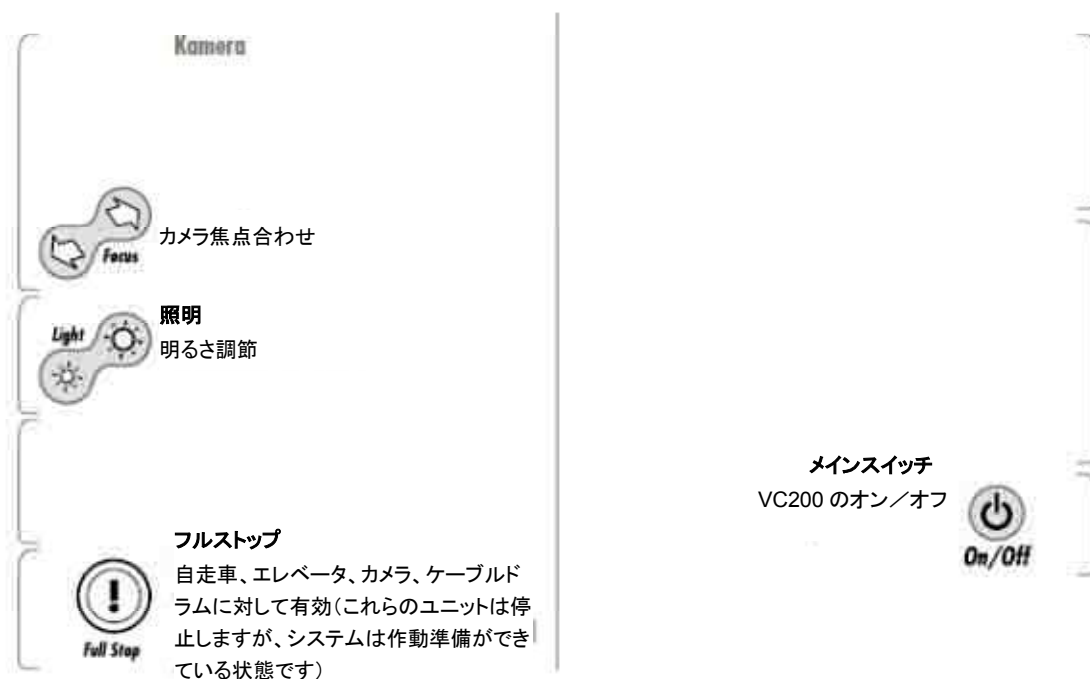 Kamera
カメラ焦点合わせ
Focus
照明
Light
明るさ調節
フルストップ
自走車、エレベータ、カメラ、ケーブルド
ラムに対して有効（これらのユニットは停
止しますが、システムは作動準備ができ
ている状態です）
Full Stop
メインスイッチ
VC200 のオン／オフ
On/Off